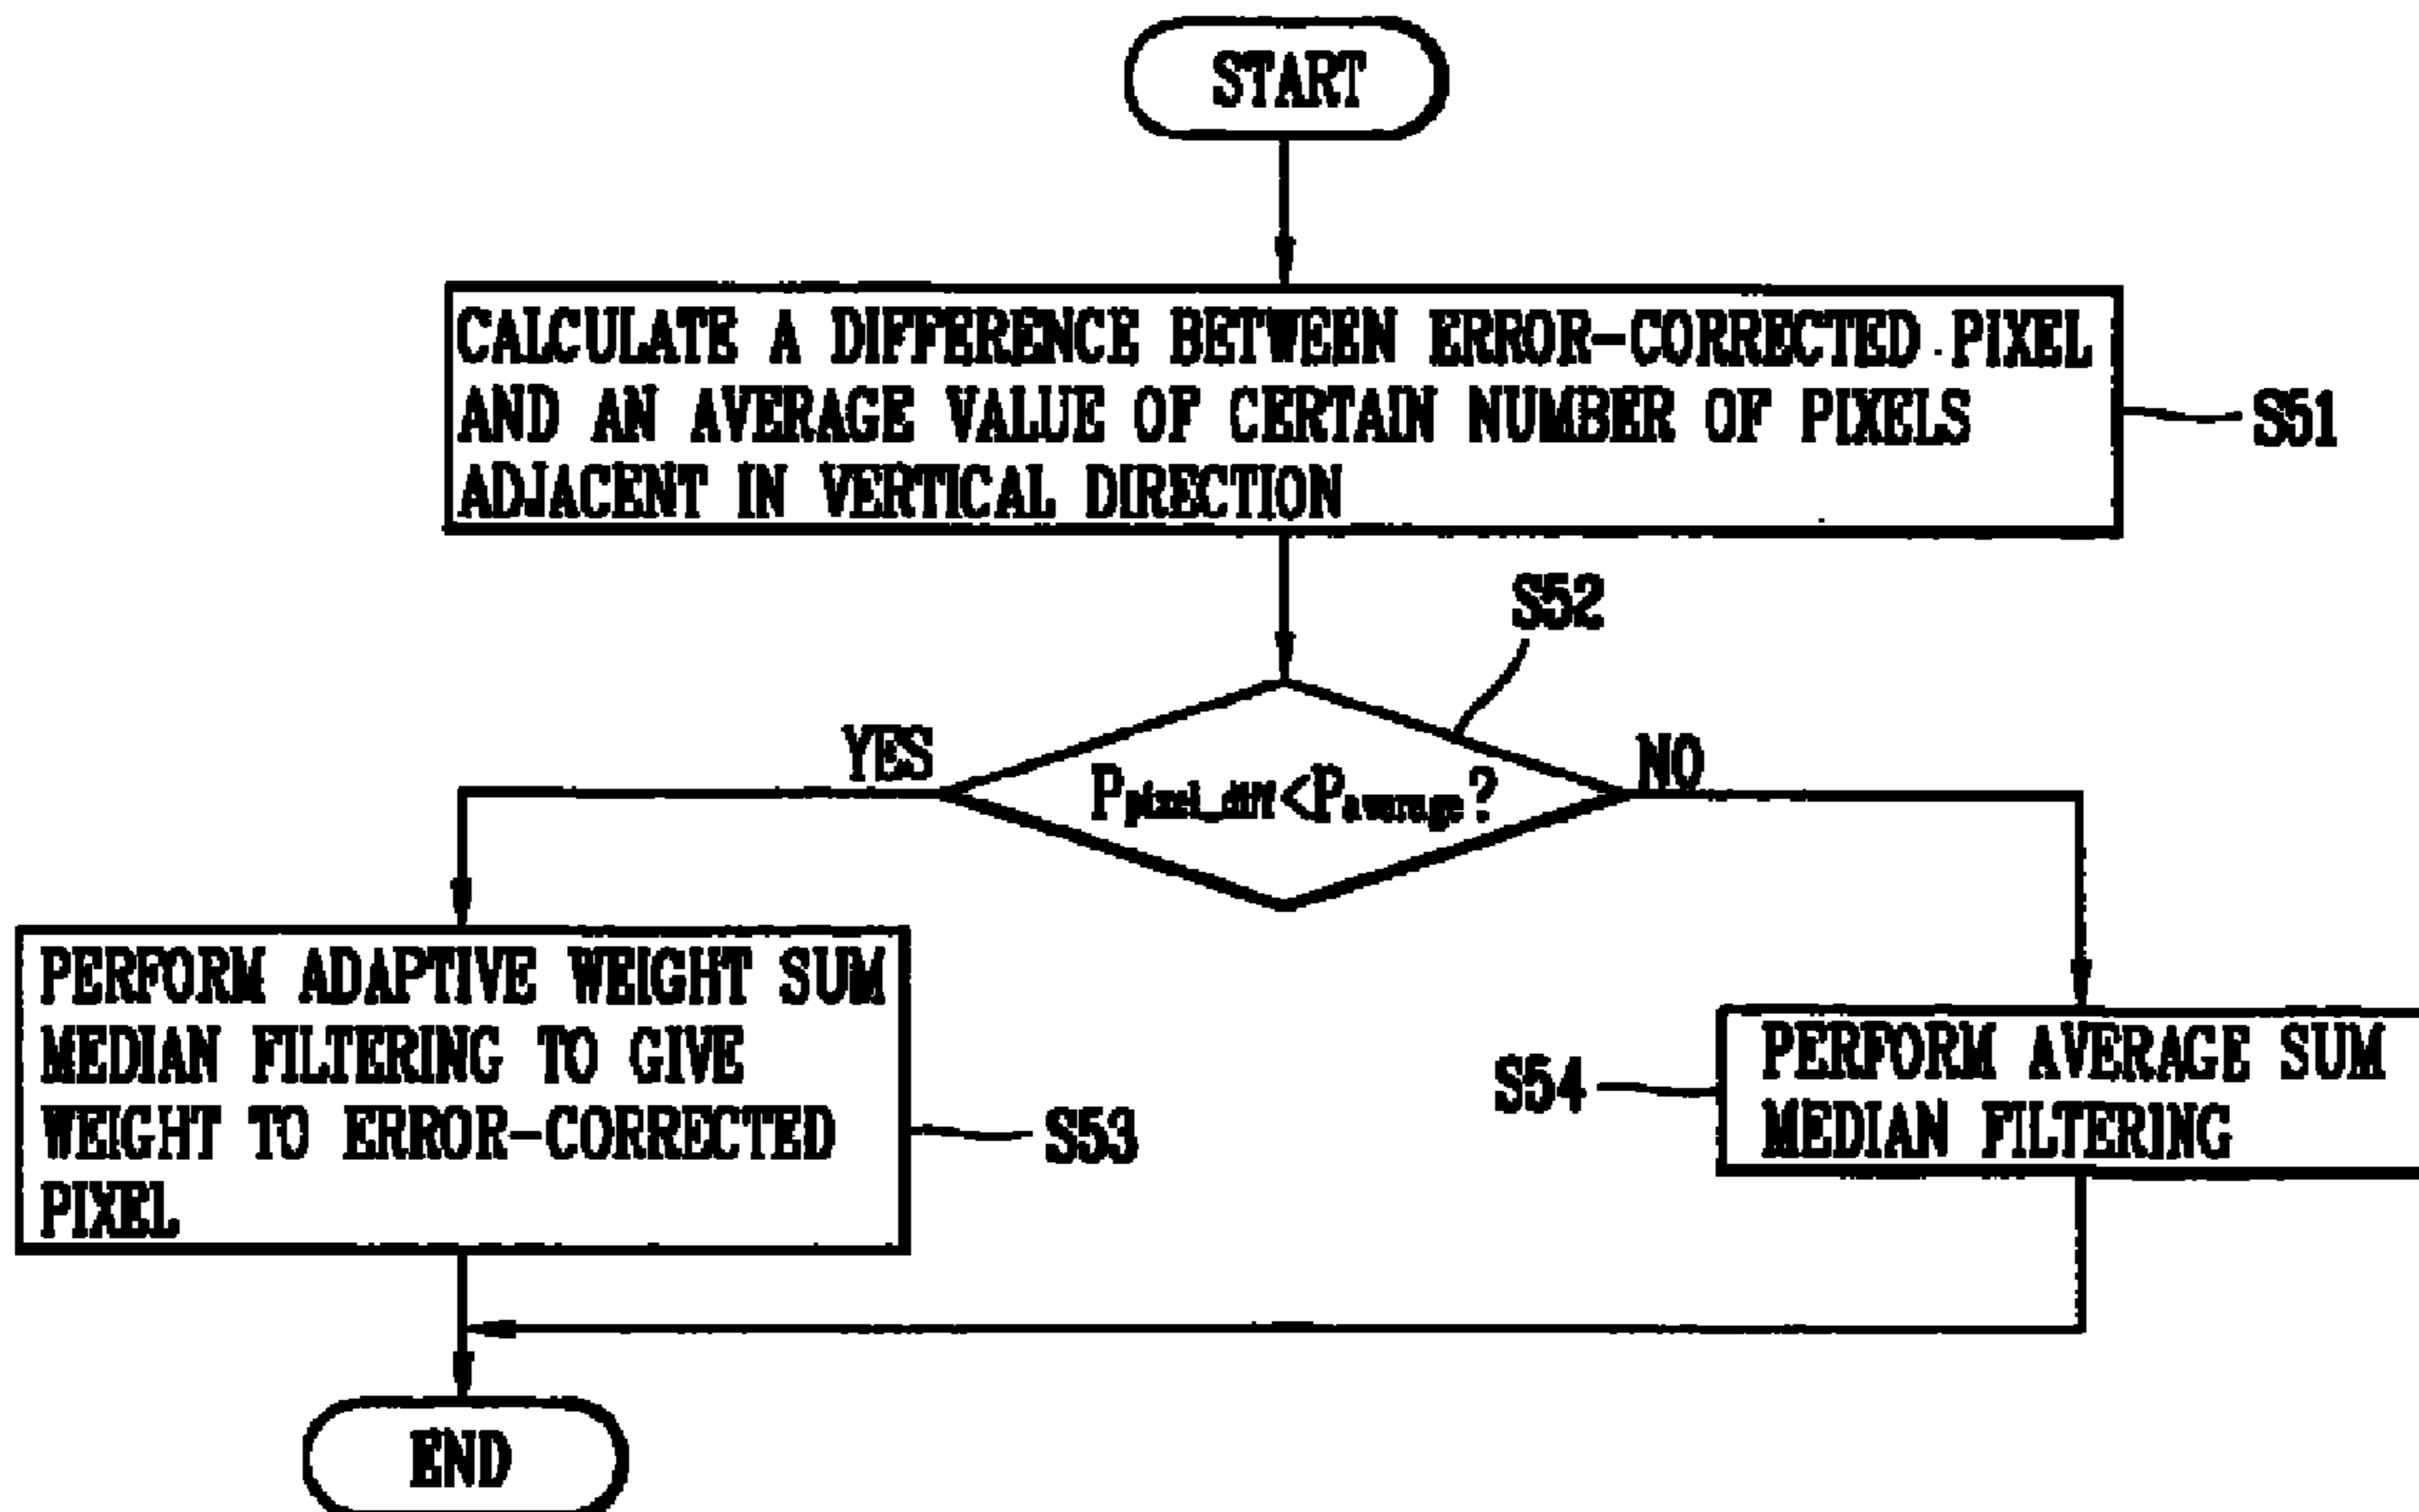 START
CALCULATE A DIFFERENCE BETWEEN ERROR-CORRECTED PIXEL
AND AN AVERAGE VALUE OF CERTAIN NUMBER OF PIXELS
ADJACENT IN VERTICAL DIRECTION
S51
S52
YES
Ppixel_diff<Paverage?
NO
PERFORM ADAPTIVE WEIGHT SUM
MEDIAN FILTERING TO GIVE
WEIGHT TO ERROR-CORRECTED
PIXEL
S53
S54
PERFORM AVERAGE SUM
MEDIAN FILTERING
END